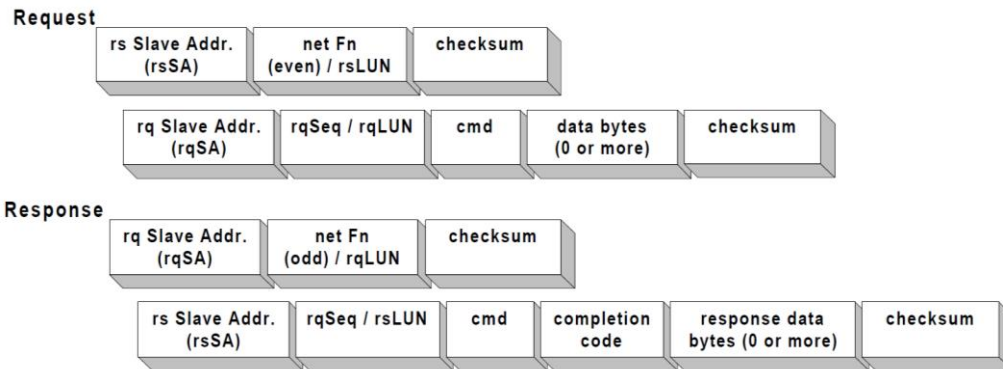 Request
rs Slave Addr. net Fn checksum
(rsSA) (even) / rsLUN
rq Slave Addr. rqSeq / rqLUN cmd data bytes checksum
(rqSA) (0 or more)
Response
rq Slave Addr. net Fn checksum
(rqSA) (odd) / rqLUN
rs Slave Addr. rqSeq / rsLUN cmd completion response data checksum
(rsSA) code bytes (0 or more)